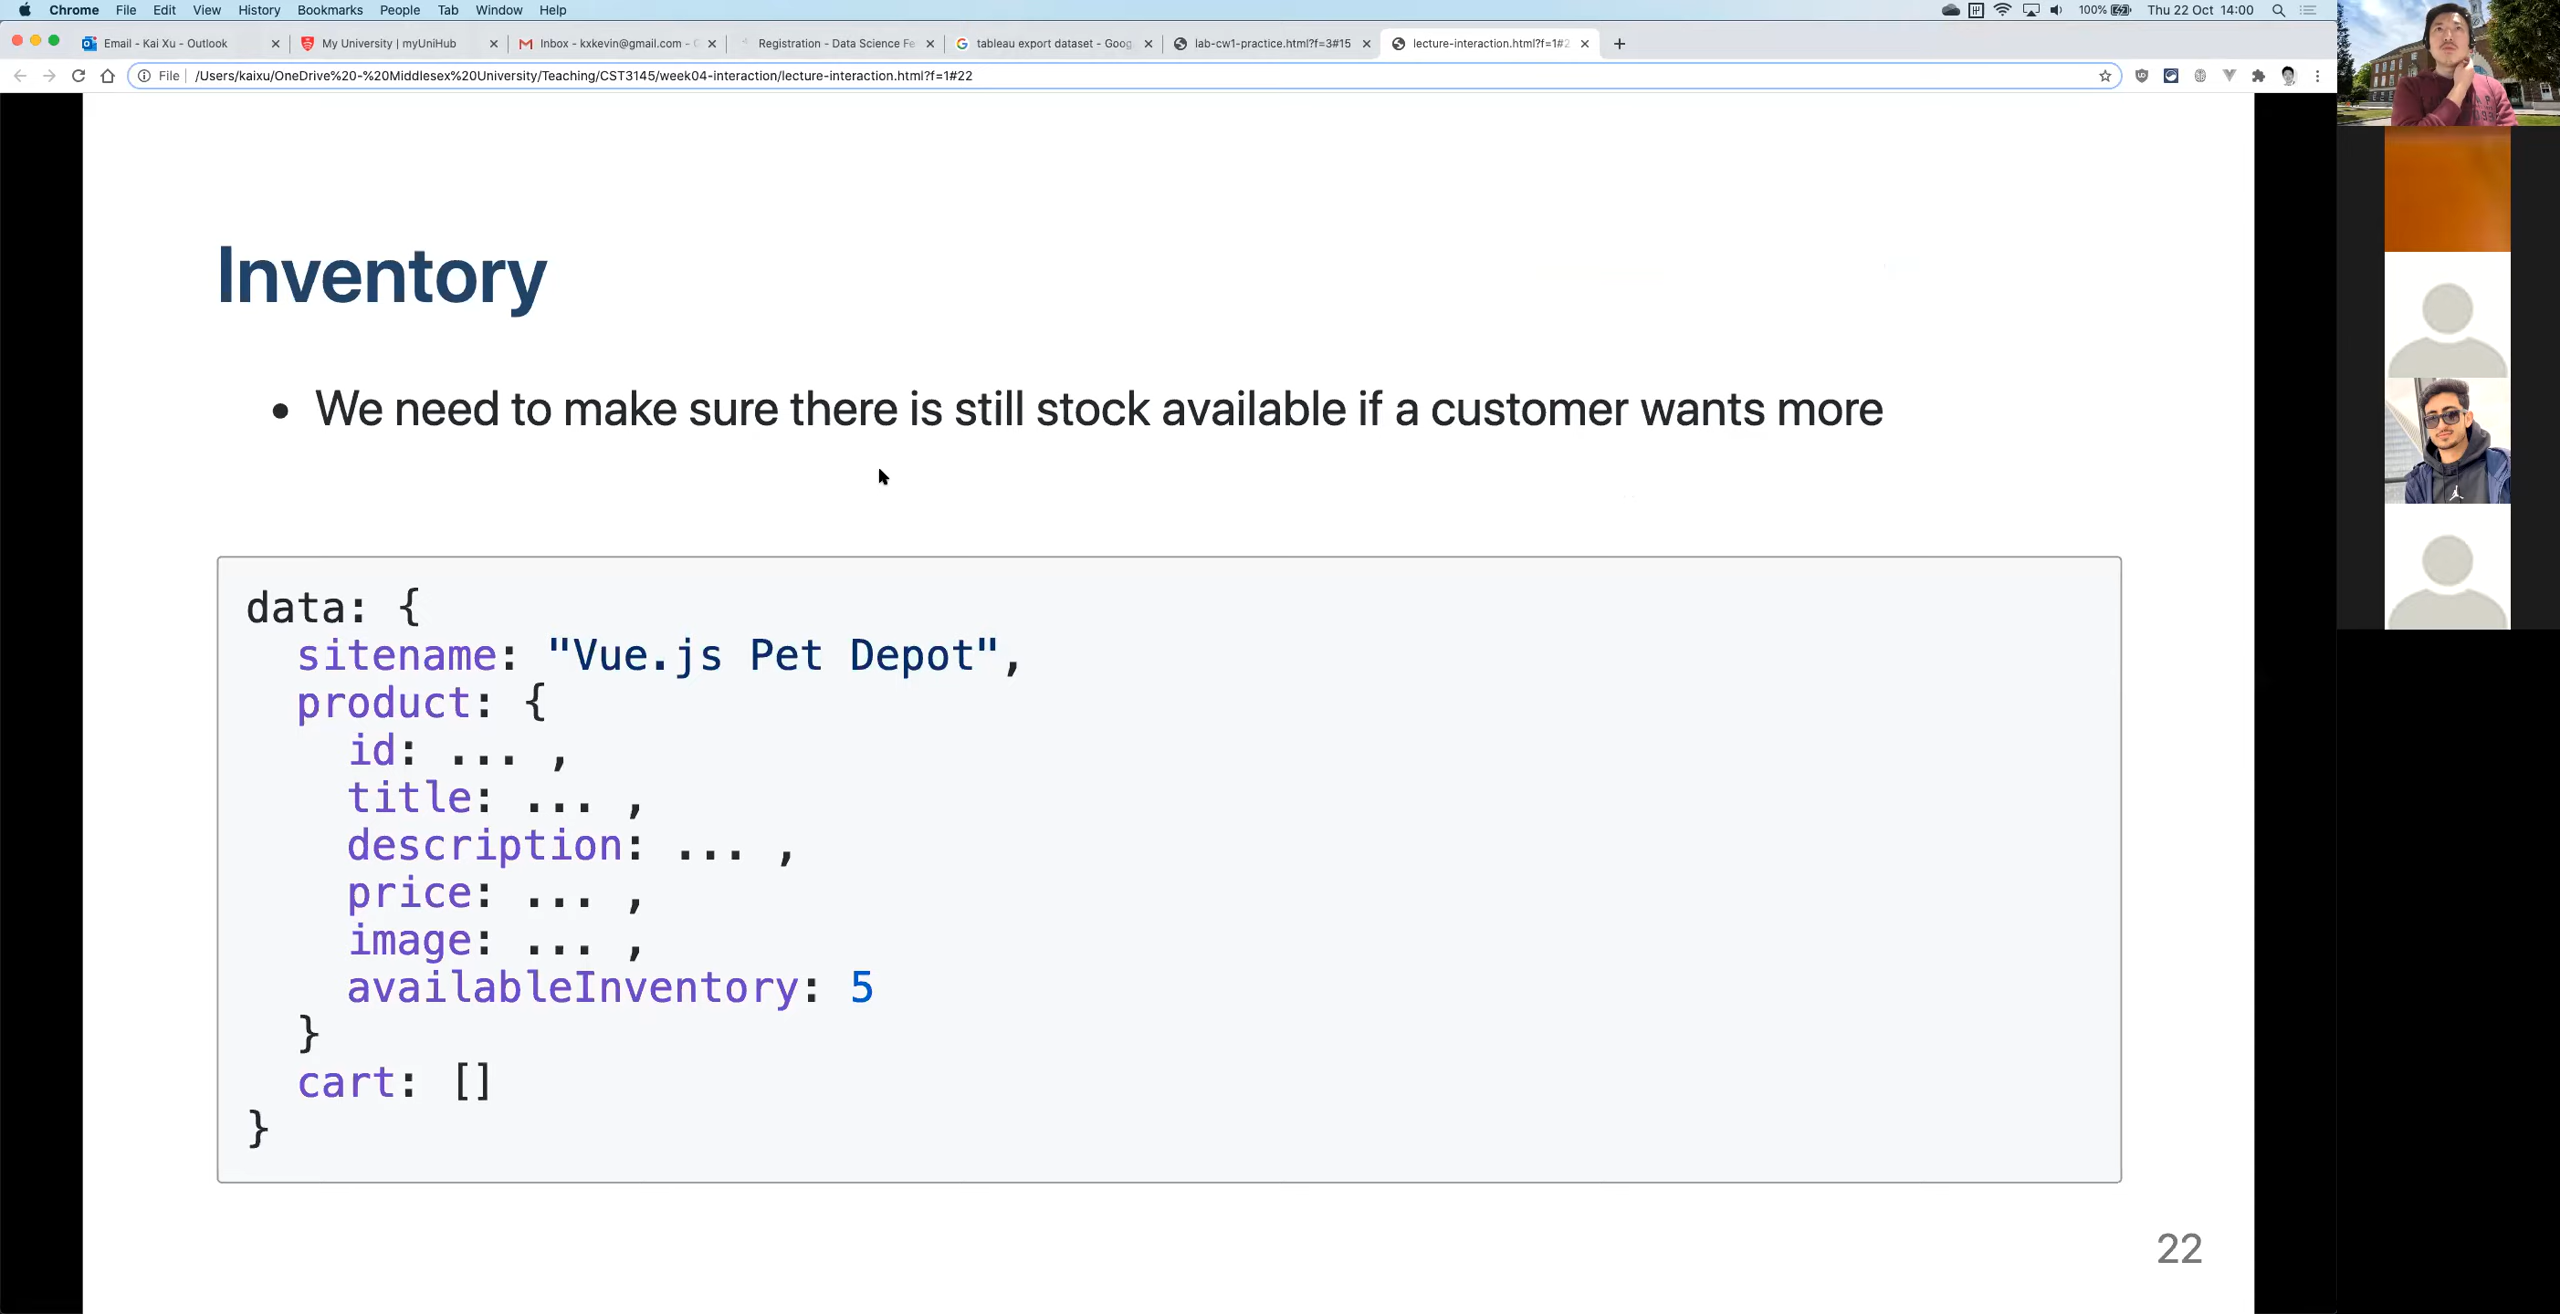 Chrome File Edit View History Bookmarks People Tab Window Help 100% Thu 22 Oct 14:00
Email - Kai Xu - Outlook My University | myUniHub Inbox - kxkevin@gmail.com - Registration - Data Science Fe tableau export dataset - Goog lab-cw1-practice.html?f=3#15 lecture-interaction.html?f=1#2
File /Users/kaixu/OneDrive%20-%20Middlesex%20University/Teaching/CST3145/week04-interaction/lecture-interaction.html?f=1#22
Inventory
• We need to make sure there is still stock available if a customer wants more
data: {
sitename: "Vue.js Pet Depot",
product: {
id: ... ,
title: ... ,
description: ... ,
price: ... ,
image: ... ,
availableInventory: 5
}
cart: []
}
22